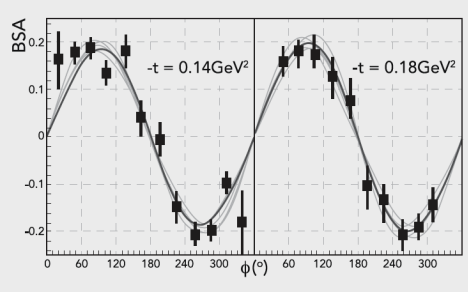 BSA
0.2
0.1
0
-0.1
-0.2
-t = 0.14GeV²
-t = 0.18GeV²
0 60 120 180 240 300 60 120 180 240 300
ϕ(°)